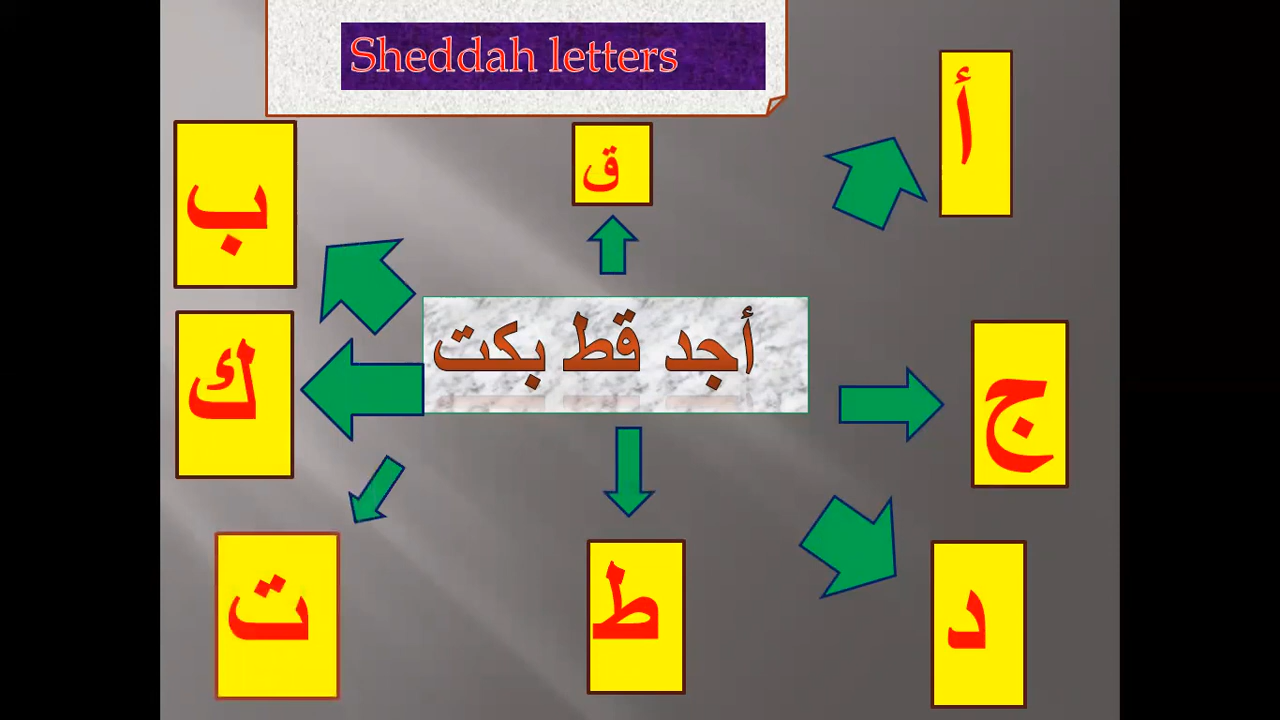 Sheddah letters
أ
ق
ب
أجد قط بكت
ج
ك
د
ط
ت